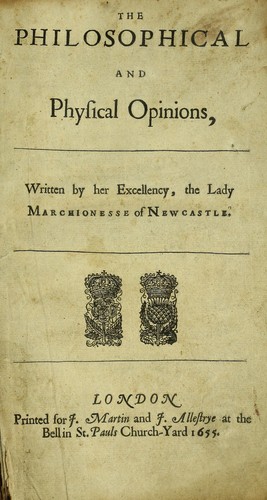 THE
PHILOSOPHICAL
AND
Phyſical Opinions,
Written by her Excellency, the Lady
MARCHIONESSE of NEWCASTLE.
LONDON
Printed for J. Martin and J. Alleſtrye at the
Bell in St. Pauls Church-Yard 1655.